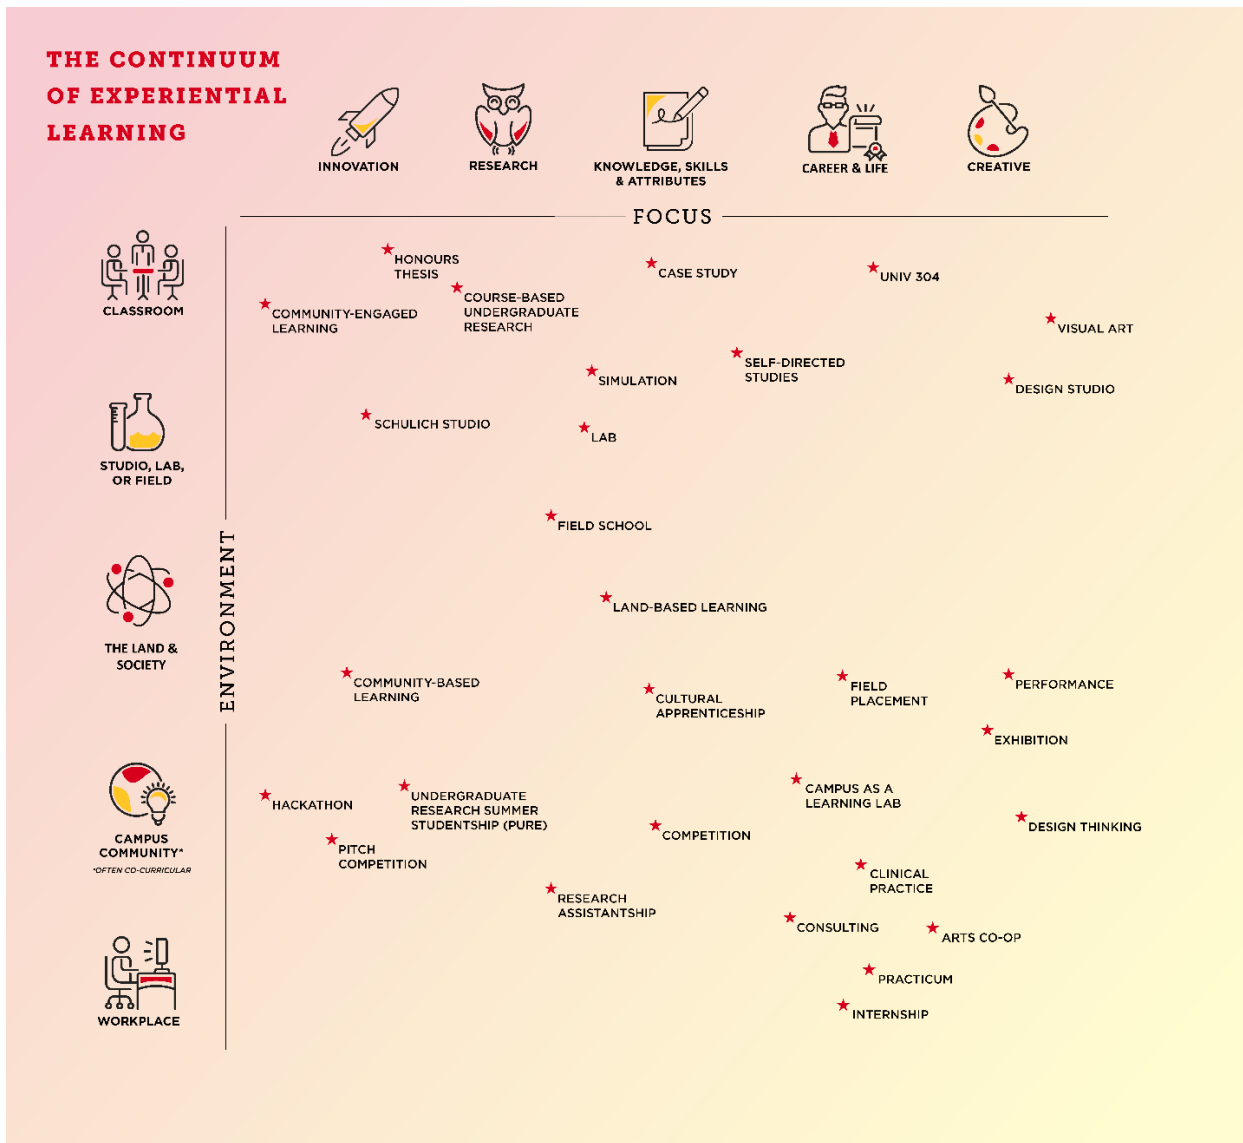 THE CONTINUUM
OF EXPERIENTIAL
LEARNING
INNOVATION
RESEARCH
KNOWLEDGE, SKILLS
& ATTRIBUTES
CAREER & LIFE
CREATIVE
FOCUS
ENVIRONMENT
CLASSROOM
STUDIO, LAB,
OR FIELD
THE LAND &
SOCIETY
CAMPUS
COMMUNITY*
*OFTEN CO-CURRICULAR
WORKPLACE
HONOURS
THESIS
CASE STUDY
UNIV 304
COURSE-BASED
UNDERGRADUATE
RESEARCH
COMMUNITY-ENGAGED
LEARNING
VISUAL ART
SELF-DIRECTED
STUDIES
SIMULATION
DESIGN STUDIO
SCHULICH STUDIO
LAB
FIELD SCHOOL
LAND-BASED LEARNING
COMMUNITY-BASED
LEARNING
CULTURAL
APPRENTICESHIP
FIELD
PLACEMENT
PERFORMANCE
EXHIBITION
HACKATHON
UNDERGRADUATE
RESEARCH SUMMER
STUDENTSHIP (PURE)
CAMPUS AS A
LEARNING LAB
PITCH
COMPETITION
COMPETITION
DESIGN THINKING
CLINICAL
PRACTICE
RESEARCH
ASSISTANTSHIP
CONSULTING
ARTS CO-OP
PRACTICUM
INTERNSHIP